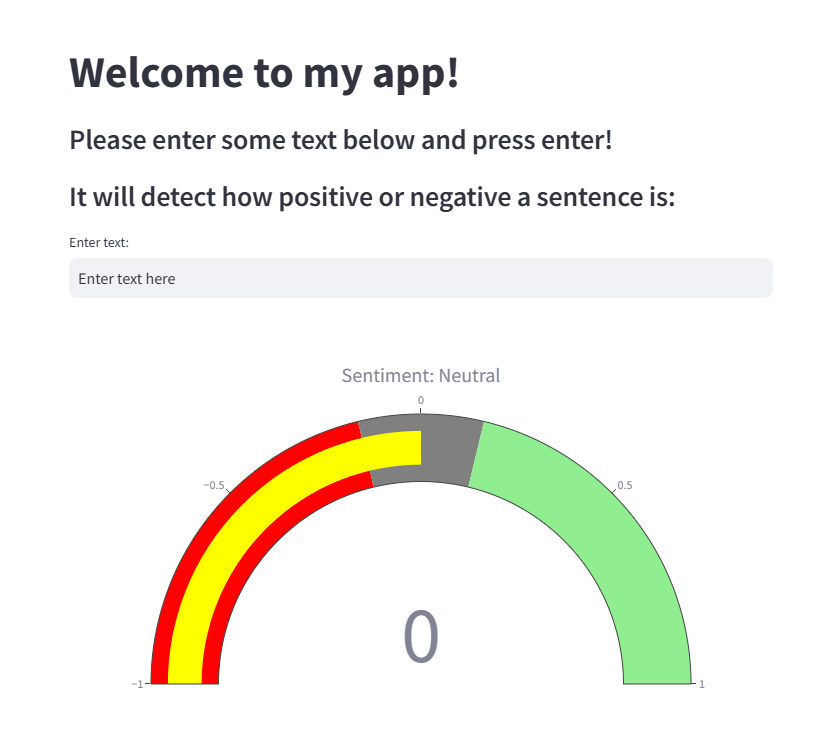 Welcome to my app!
Please enter some text below and press enter!
It will detect how positive or negative a sentence is:
Enter text:
Enter text here
Sentiment: Neutral
0
−0.5
0.5
0
−1
1